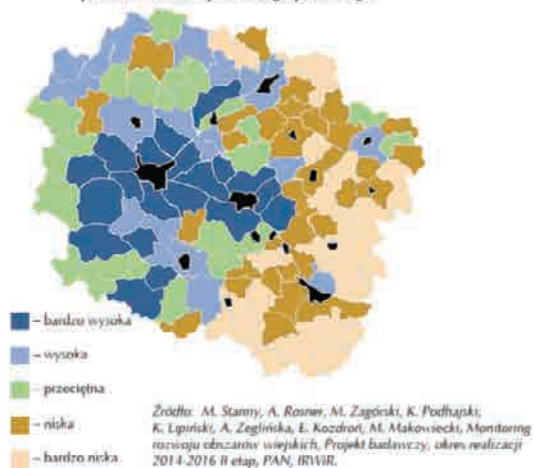 – bardzo wysoka
– wysoka
– przeciętna
– niska
– bardzo niska
Źródło: M. Stanny, A. Rosner, M. Zagórski, K. Podhajski,
K. Lipiński, A. Zeglińska, E. Kozdroń, M. Makowiecki, Monitoring
rozwoju obszarów wiejskich, Projekt badawczy, okres realizacji
2014-2016 II etap, PAN, IRWiR.